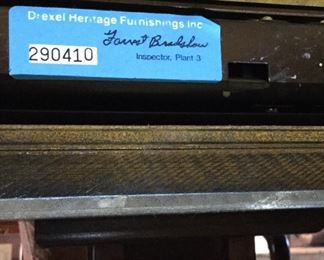 Drexel Heritage Furnishings Inc
290410
Forrest Bradshaw
Inspector, Plant 3